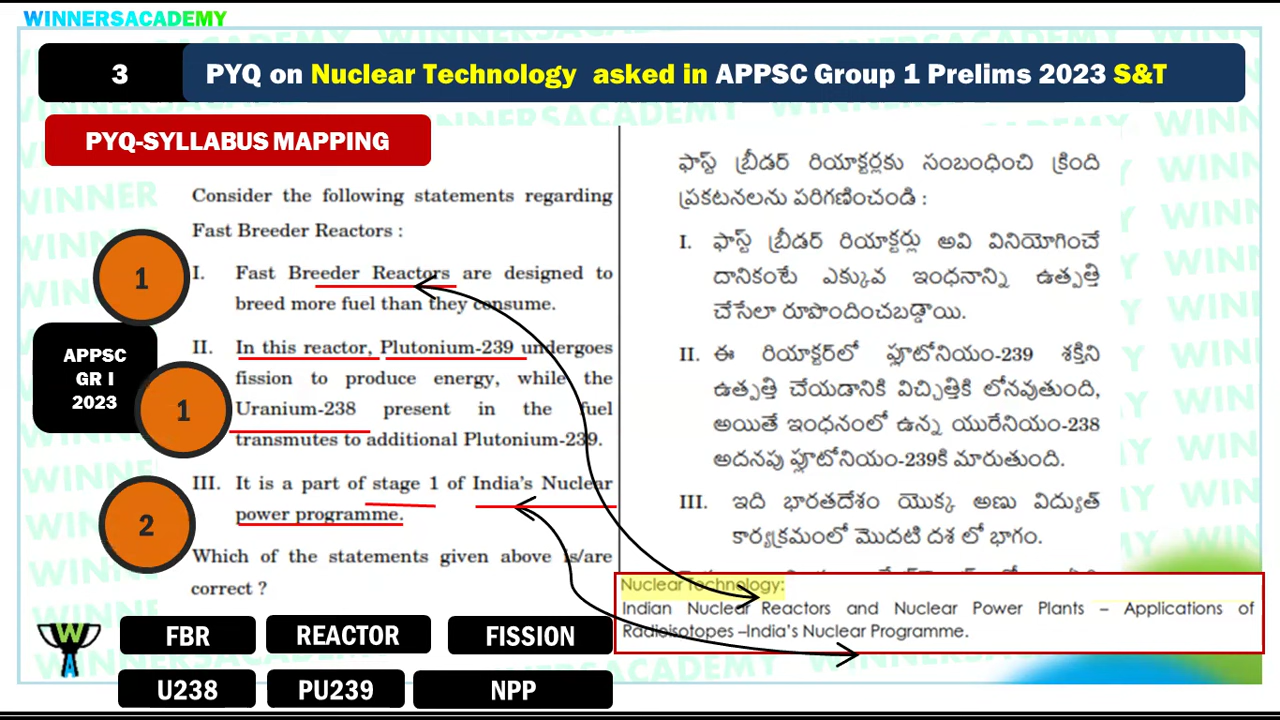 WINNERSACADEMY
3
PYQ on Nuclear Technology asked in APPSC Group 1 Prelims 2023 S&T
PYQ-SYLLABUS MAPPING
Consider the following statements regarding
Fast Breeder Reactors :
1
I. Fast Breeder Reactors are designed to
breed more fuel than they consume.
APPSC
GR I
2023
1
II. In this reactor, Plutonium-239 undergoes
fission to produce energy, while the
Uranium-238 present in the fuel
transmutes to additional Plutonium-239.
2
III. It is a part of stage 1 of India's Nuclear
power programme.
Which of the statements given above is/are
correct ?
ఫాస్ట్ బ్రీడర్ రియాక్టర్లకు సంబంధించి క్రింది
ప్రకటనలను పరిగణించండి :
I. ఫాస్ట్ బ్రీడర్ రియాక్టర్లు అవి వినియోగించే
దానికంటే ఎక్కువ ఇంధనాన్ని ఉత్పత్తి
చేసేలా రూపొందించబడ్డాయి.
II. ఈ రియాక్టర్‌లో ప్లూటోనియం-239 శక్తిని
ఉత్పత్తి చేయడానికి విచ్ఛిత్తికి లోనవుతుంది,
అయితే ఇంధనంలో ఉన్న యురేనియం-238
అదనపు ప్లూటోనియం-239కి మారుతుంది.
III. ఇది భారతదేశం యొక్క అణు విద్యుత్
కార్యక్రమంలో మొదటి దశ లో భాగం.
Nuclear Technology:
Indian Nuclear Reactors and Nuclear Power Plants – Applications of
Radioisotopes –India's Nuclear Programme.
FBR REACTOR FISSION
U238 PU239 NPP